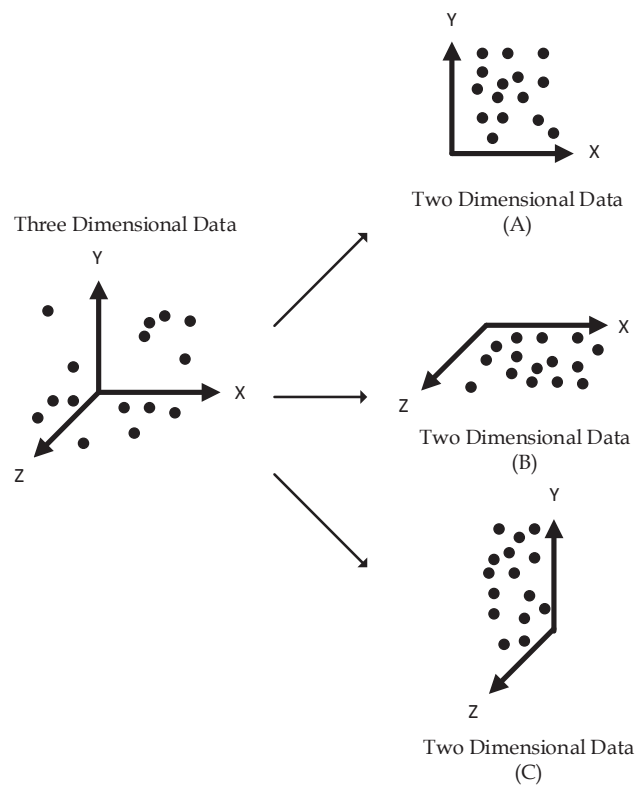 Three Dimensional Data
Y
X
Z
Y
X
Two Dimensional Data
(A)
X
Z
Two Dimensional Data
(B)
Y
Z
Two Dimensional Data
(C)